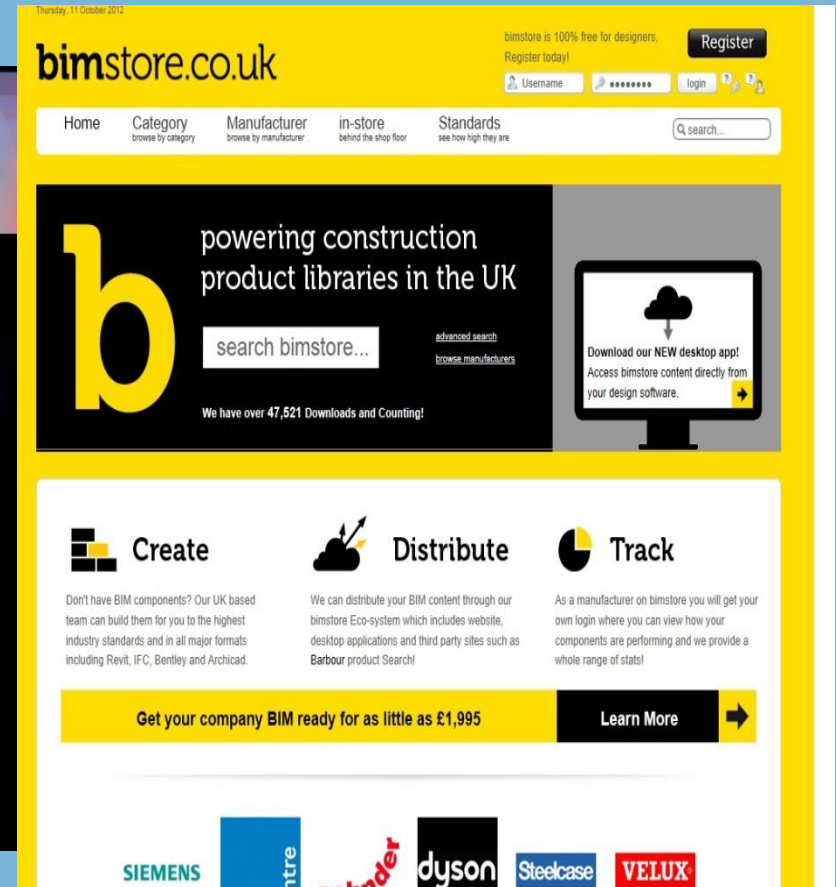 Thursday, 11 October 2012
bimstore.co.uk
bimstore is 100% free for designers,
Register today!
Register
Username
login
Home
Category
browse by category
Manufacturer
browse by manufacturer
in-store
behind the shop floor
Standards
see how high they are
search...
b
powering construction
product libraries in the UK
search bimstore...
advanced search
browse manufacturers
We have over 47,521 Downloads and Counting!
Download our NEW desktop app!
Access bimstore content directly from
your design software.
Create
Don't have BIM components? Our UK based
team can build them for you to the highest
industry standards and in all major formats
including Revit, IFC, Bentley and Archicad.
Distribute
We can distribute your BIM content through our
bimstore Eco-system which includes website,
desktop applications and third party sites such as
Barbour product Search!
Track
As a manufacturer on bimstore you will get your
own login where you can view how your
components are performing and we provide a
whole range of stats!
Get your company BIM ready for as little as £1,995
Learn More
SIEMENS
dyson
Steelcase
VELUX